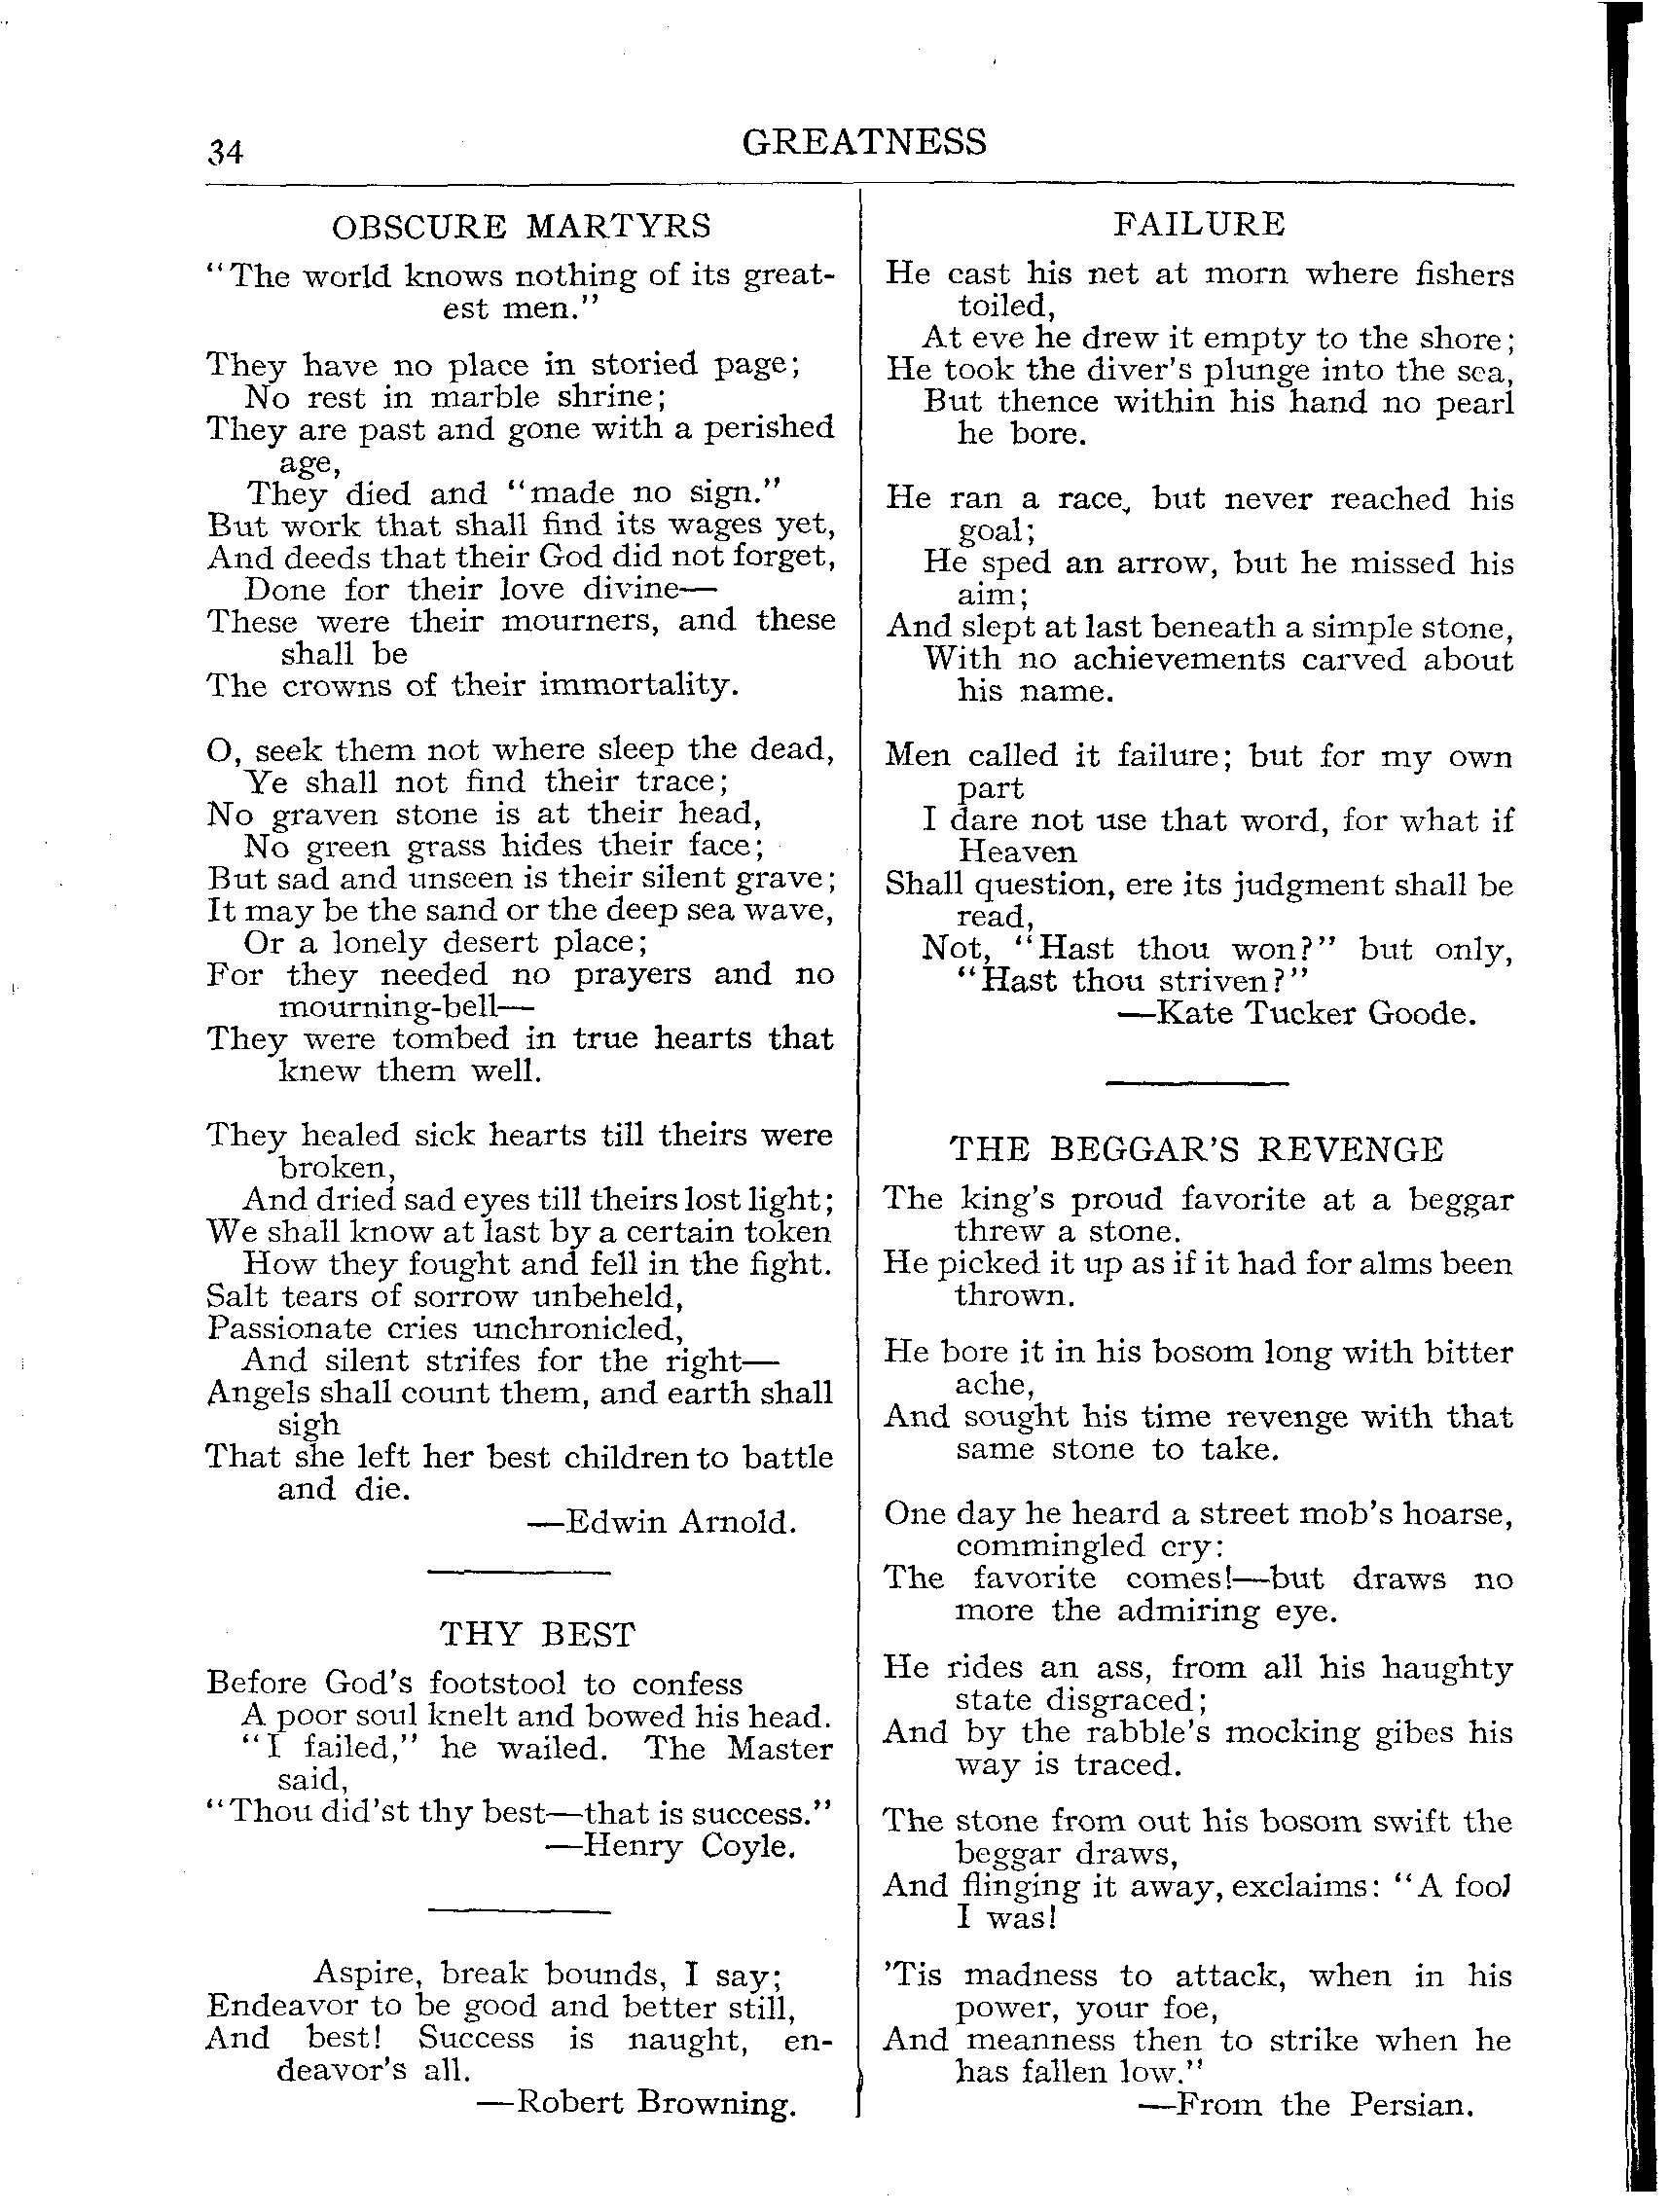 34
GREATNESS
OBSCURE MARTYRS
“The world knows nothing of its great-
est men.”
They have no place in storied page;
No rest in marble shrine;
They are past and gone with a perished
age,
They died and “made no sign.”
But work that shall find its wages yet,
And deeds that their God did not forget,
Done for their love divine—
These were their mourners, and these
shall be
The crowns of their immortality.
O, seek them not where sleep the dead,
Ye shall not find their trace;
No graven stone is at their head,
No green grass hides their face;
But sad and unseen is their silent grave;
It may be the sand or the deep sea wave,
Or a lonely desert place;
For they needed no prayers and no
mourning-bell—
They were tombed in true hearts that
knew them well.
They healed sick hearts till theirs were
broken,
And dried sad eyes till theirs lost light;
We shall know at last by a certain token
How they fought and fell in the fight.
Salt tears of sorrow unbeheld,
Passionate cries unchronicled,
And silent strifes for the right—
Angels shall count them, and earth shall
sigh
That she left her best children to battle
and die.
—Edwin Arnold.
THY BEST
Before God's footstool to confess
A poor soul knelt and bowed his head.
“I failed,” he wailed. The Master
said,
“Thou did'st thy best—that is success.”
—Henry Coyle.
Aspire, break bounds, I say;
Endeavor to be good and better still,
And best! Success is naught, en-
deavor's all.
—Robert Browning.
FAILURE
He cast his net at morn where fishers
toiled,
At eve he drew it empty to the shore;
He took the diver's plunge into the sea,
But thence within his hand no pearl
he bore.
He ran a race, but never reached his
goal;
He sped an arrow, but he missed his
aim;
And slept at last beneath a simple stone,
With no achievements carved about
his name.
Men called it failure; but for my own
part
I dare not use that word, for what if
Heaven
Shall question, ere its judgment shall be
read,
Not, “Hast thou won?” but only,
“Hast thou striven?”
—Kate Tucker Goode.
THE BEGGAR'S REVENGE
The king's proud favorite at a beggar
threw a stone.
He picked it up as if it had for alms been
thrown.
He bore it in his bosom long with bitter
ache,
And sought his time revenge with that
same stone to take.
One day he heard a street mob's hoarse,
commingled cry:
The favorite comes!—but draws no
more the admiring eye.
He rides an ass, from all his haughty
state disgraced;
And by the rabble's mocking gibes his
way is traced.
The stone from out his bosom swift the
beggar draws,
And flinging it away, exclaims: “A fool
I was!
'Tis madness to attack, when in his
power, your foe,
And meanness then to strike when he
has fallen low.”
—From the Persian.